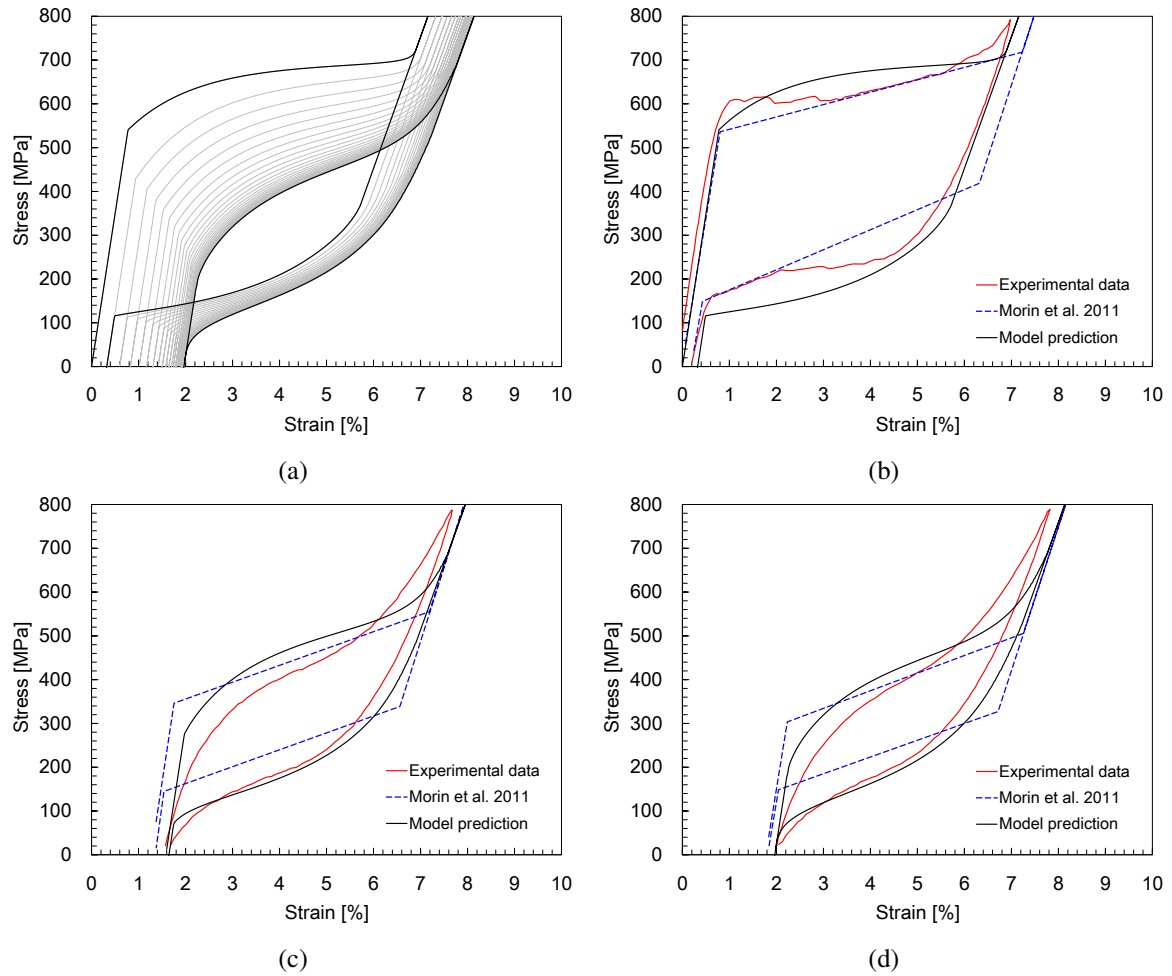 800
700
600
500
400
300
200
100
0
Stress [MPa]
0 1 2 3 4 5 6 7 8 9 10
Strain [%]
(a)
800
700
600
500
400
300
200
100
0
Stress [MPa]
Experimental data
Morin et al. 2011
Model prediction
0 1 2 3 4 5 6 7 8 9 10
Strain [%]
(b)
800
700
600
500
400
300
200
100
0
Stress [MPa]
Experimental data
Morin et al. 2011
Model prediction
0 1 2 3 4 5 6 7 8 9 10
Strain [%]
(c)
800
700
600
500
400
300
200
100
0
Stress [MPa]
Experimental data
Morin et al. 2011
Model prediction
0 1 2 3 4 5 6 7 8 9 10
Strain [%]
(d)